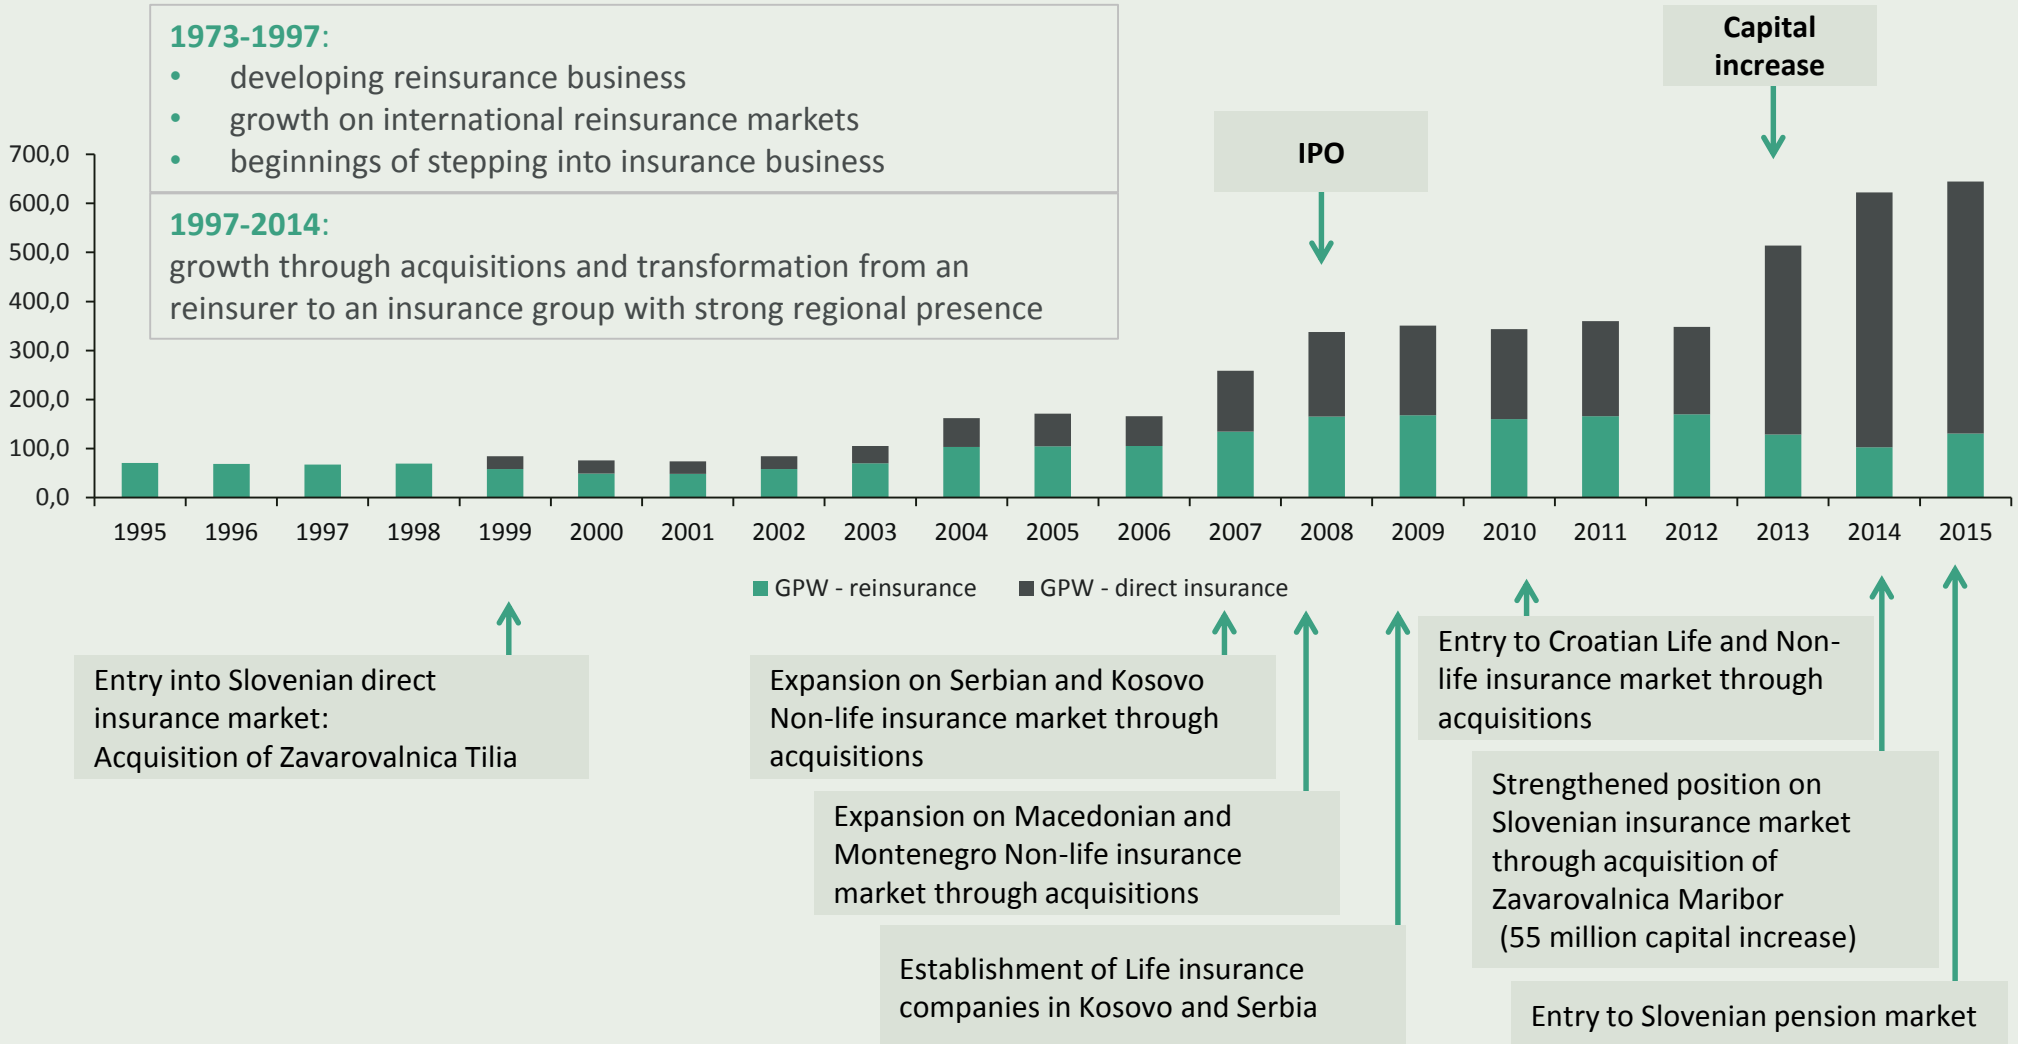 1973-1997:
• developing reinsurance business
• growth on international reinsurance markets
• beginnings of stepping into insurance business
1997-2014:
growth through acquisitions and transformation from an
reinsurer to an insurance group with strong regional presence
Capital
increase
IPO
700,0
600,0
500,0
400,0
300,0
200,0
100,0
0,0
1995 1996 1997 1998 1999 2000 2001 2002 2003 2004 2005 2006 2007 2008 2009 2010 2011 2012 2013 2014 2015
GPW - reinsurance GPW - direct insurance
Entry into Slovenian direct
insurance market:
Acquisition of Zavarovalnica Tilia
Expansion on Serbian and Kosovo
Non-life insurance market through
acquisitions
Expansion on Macedonian and
Montenegro Non-life insurance
market through acquisitions
Establishment of Life insurance
companies in Kosovo and Serbia
Entry to Croatian Life and Non-
life insurance market through
acquisitions
Strengthened position on
Slovenian insurance market
through acquisition of
Zavarovalnica Maribor
(55 million capital increase)
Entry to Slovenian pension market